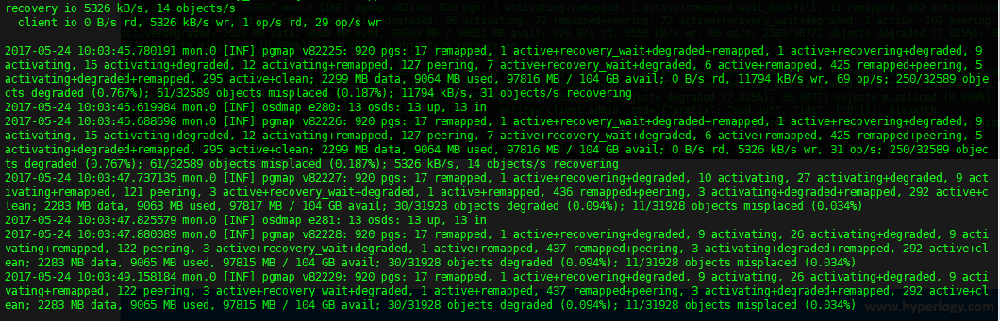 recovery io 5326 kB/s, 14 objects/s
client io 0 B/s rd, 5326 kB/s wr, 1 op/s rd, 29 op/s wr
2017-05-24 10:03:45.780191 mon.0 [INF] pgmap v82225: 920 pgs: 17 remapped, 1 active+recovery_wait+degraded+remapped, 1 active+recovering+degraded, 9
activating, 15 activating+degraded, 12 activating+remapped, 127 peering, 7 active+recovery_wait+degraded, 6 active+remapped, 425 remapped+peering, 5
activating+degraded+remapped, 295 active+clean; 2299 MB data, 9064 MB used, 97816 MB / 104 GB avail; 0 B/s rd, 11794 kB/s wr, 69 op/s; 250/32589 obje
cts degraded (0.767%); 61/32589 objects misplaced (0.187%); 11794 kB/s, 31 objects/s recovering
2017-05-24 10:03:46.619984 mon.0 [INF] osdmap e280: 13 osds: 13 up, 13 in
2017-05-24 10:03:46.688698 mon.0 [INF] pgmap v82226: 920 pgs: 17 remapped, 1 active+recovery_wait+degraded+remapped, 1 active+recovering+degraded, 9
activating, 15 activating+degraded, 12 activating+remapped, 127 peering, 7 active+recovery_wait+degraded, 6 active+remapped, 425 remapped+peering, 5
activating+degraded+remapped, 295 active+clean; 2299 MB data, 9064 MB used, 97816 MB / 104 GB avail; 0 B/s rd, 5326 kB/s wr, 31 op/s; 250/32589 objec
ts degraded (0.767%); 61/32589 objects misplaced (0.187%); 5326 kB/s, 14 objects/s recovering
2017-05-24 10:03:47.737135 mon.0 [INF] pgmap v82227: 920 pgs: 17 remapped, 1 active+recovering+degraded, 10 activating, 27 activating+degraded, 9 act
ivating+remapped, 121 peering, 3 active+recovery_wait+degraded, 1 active+remapped, 436 remapped+peering, 3 activating+degraded+remapped, 292 active+c
lean; 2283 MB data, 9063 MB used, 97817 MB / 104 GB avail; 30/31928 objects degraded (0.094%); 11/31928 objects misplaced (0.034%)
2017-05-24 10:03:47.825579 mon.0 [INF] osdmap e281: 13 osds: 13 up, 13 in
2017-05-24 10:03:47.880089 mon.0 [INF] pgmap v82228: 920 pgs: 17 remapped, 1 active+recovering+degraded, 9 activating, 26 activating+degraded, 9 acti
vating+remapped, 122 peering, 3 active+recovery_wait+degraded, 1 active+remapped, 437 remapped+peering, 3 activating+degraded+remapped, 292 active+cl
ean; 2283 MB data, 9065 MB used, 97815 MB / 104 GB avail; 30/31928 objects degraded (0.094%); 11/31928 objects misplaced (0.034%)
2017-05-24 10:03:49.158184 mon.0 [INF] pgmap v82229: 920 pgs: 17 remapped, 1 active+recovering+degraded, 9 activating, 26 activating+degraded, 9 acti
vating+remapped, 122 peering, 3 active+recovery_wait+degraded, 1 active+remapped, 437 remapped+peering, 3 activating+degraded+remapped, 292 active+cl
ean; 2283 MB data, 9065 MB used, 97815 MB / 104 GB avail; 30/31928 objects degraded (0.094%); 11/31928 objects misplaced (0.034%)
www.hyperlogy.com